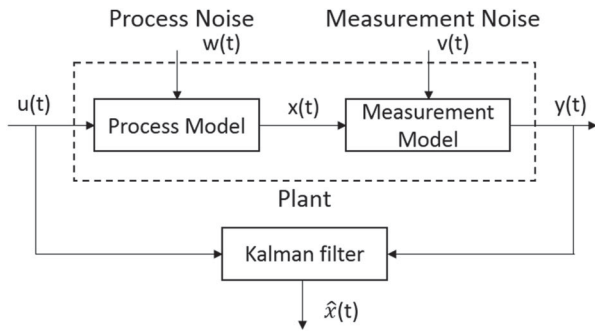 Process Noise
Measurement Noise
w(t)
v(t)
u(t)
Process Model
x(t)
Measurement
Model
y(t)
Plant
Kalman filter
x̂(t)